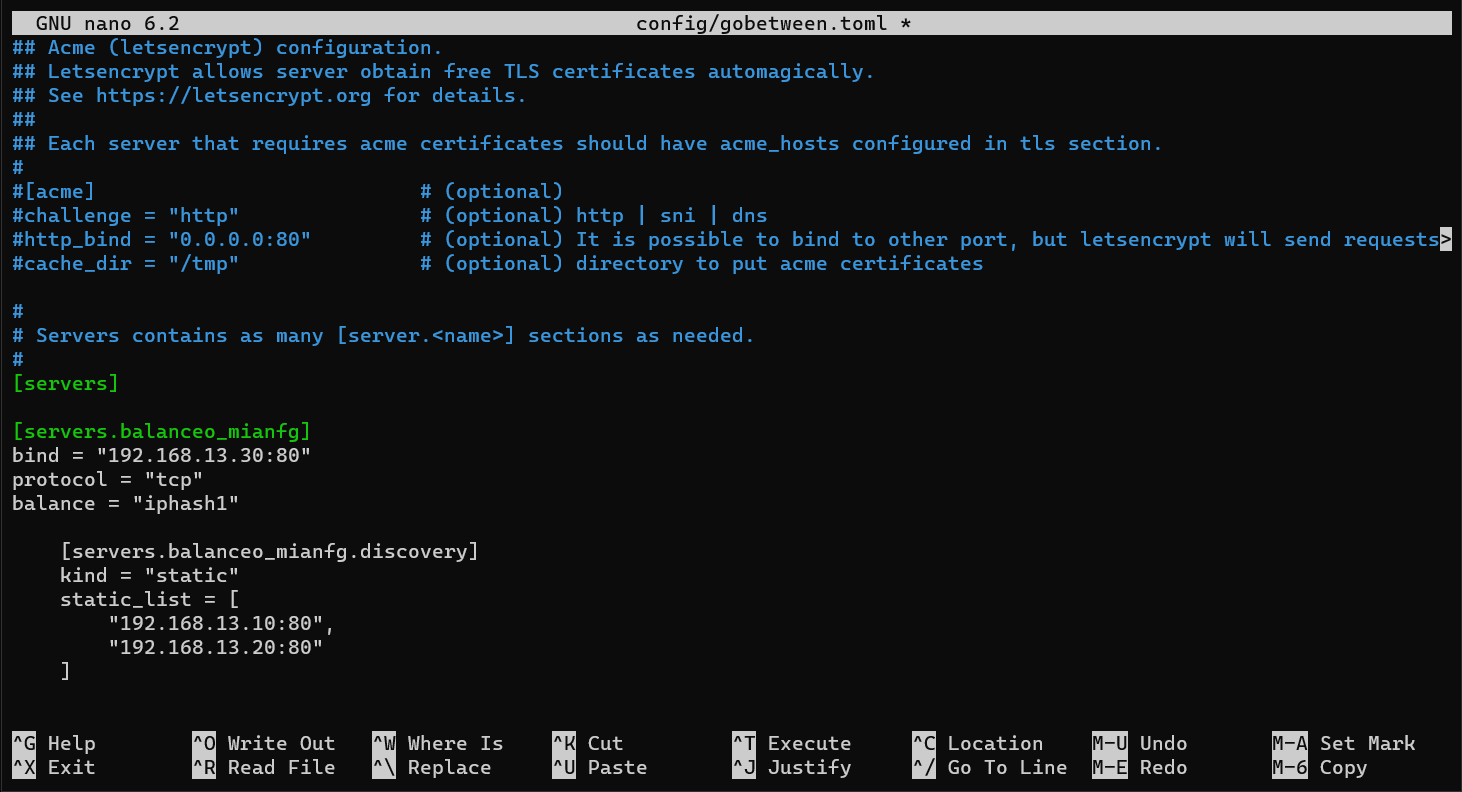 GNU nano 6.2 config/gobetween.toml *
## Acme (letsencrypt) configuration.
## Letsencrypt allows server obtain free TLS certificates automagically.
## See https://letsencrypt.org for details.
##
## Each server that requires acme certificates should have acme_hosts configured in tls section.
#
#[acme] # (optional)
#challenge = "http" # (optional) http | sni | dns
#http_bind = "0.0.0.0:80" # (optional) It is possible to bind to other port, but letsencrypt will send requests>
#cache_dir = "/tmp" # (optional) directory to put acme certificates
#
# Servers contains as many [server.<name>] sections as needed.
#
[servers]
[servers.balanceo_mianfg]
bind = "192.168.13.30:80"
protocol = "tcp"
balance = "iphash1"
[servers.balanceo_mianfg.discovery]
kind = "static"
static_list = [
"192.168.13.10:80",
"192.168.13.20:80"
]
^G Help ^O Write Out ^W Where Is ^K Cut ^T Execute ^C Location M-U Undo M-A Set Mark
^X Exit ^R Read File ^\ Replace ^U Paste ^J Justify ^/ Go To Line M-E Redo M-6 Copy